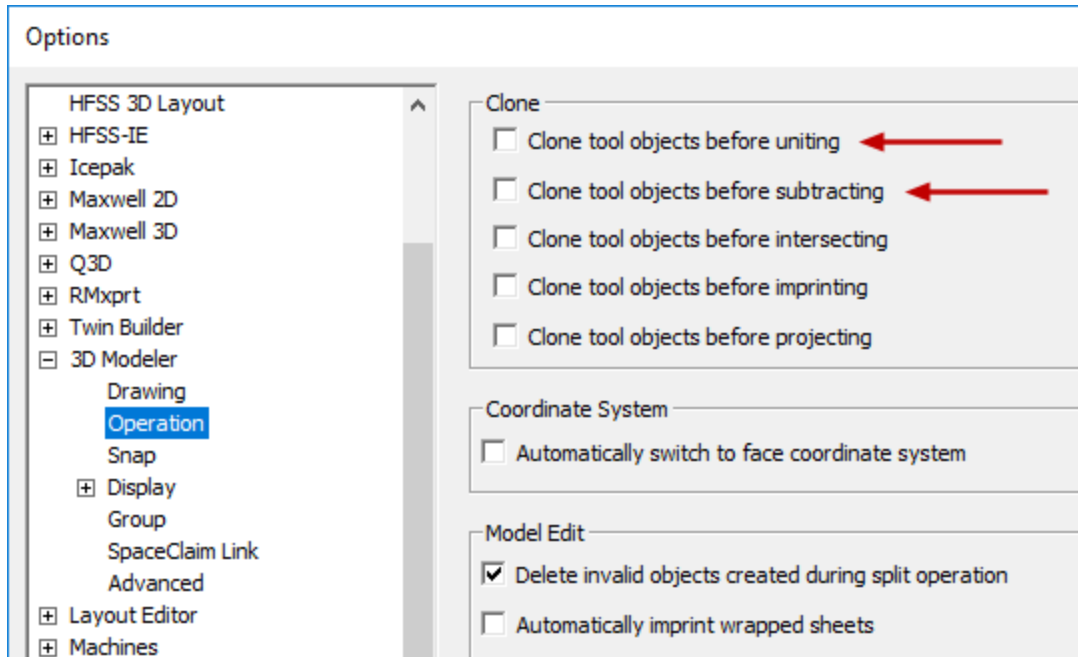 Options
HFSS 3D Layout
HFSS-IE
Icepak
Maxwell 2D
Maxwell 3D
Q3D
RMxprt
Twin Builder
3D Modeler
Drawing
Operation
Snap
Display
Group
SpaceClaim Link
Advanced
Layout Editor
Machines
Clone
Clone tool objects before uniting
Clone tool objects before subtracting
Clone tool objects before intersecting
Clone tool objects before imprinting
Clone tool objects before projecting
Coordinate System
Automatically switch to face coordinate system
Model Edit
Delete invalid objects created during split operation
Automatically imprint wrapped sheets